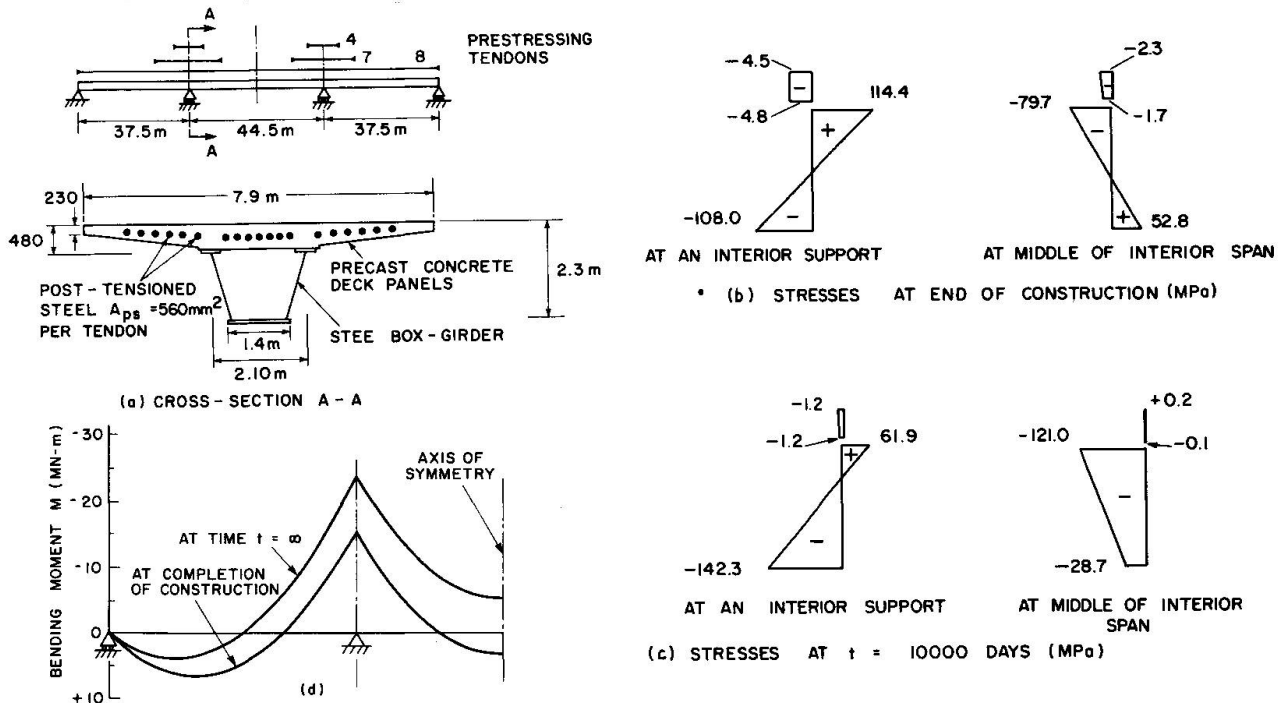 A
4
7
8
PRESTRESSING
TENDONS
37.5m
44.5m
37.5m
A
7.9 m
230
480
2.3 m
POST-TENSIONED
STEEL Aps =560mm²
PER TENDON
PRECAST CONCRETE
DECK PANELS
STEE BOX-GIRDER
1.4m
2.10m
(a) CROSS-SECTION A-A
-4.5
-4.8
114.4
+
-
-108.0
-
AT AN INTERIOR SUPPORT
-2.3
-1.7
-79.7
-
-
+
52.8
AT MIDDLE OF INTERIOR SPAN
(b) STRESSES AT END OF CONSTRUCTION (MPa)
-1.2
-1.2
61.9
+
-
-142.3
AT AN INTERIOR SUPPORT
+0.2
-0.1
-121.0
-
-28.7
AT MIDDLE OF INTERIOR
SPAN
(c) STRESSES AT t = 10000 DAYS (MPa)
BENDING MOMENT M (MN-m)
-30
-20
-10
0
+10
AXIS OF
SYMMETRY
AT TIME t = ∞
AT COMPLETION
OF CONSTRUCTION
(d)